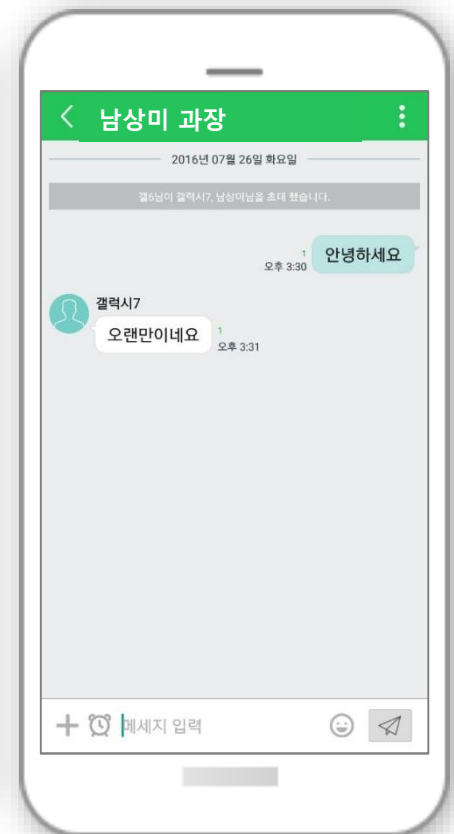 남상미 과장
2016년 07월 26일 화요일
갤6님이 갤럭시7, 남상미님을 초대 했습니다.
1
오후 3:30
안녕하세요
갤럭시7
오랜만이네요
1
오후 3:31
메세지 입력